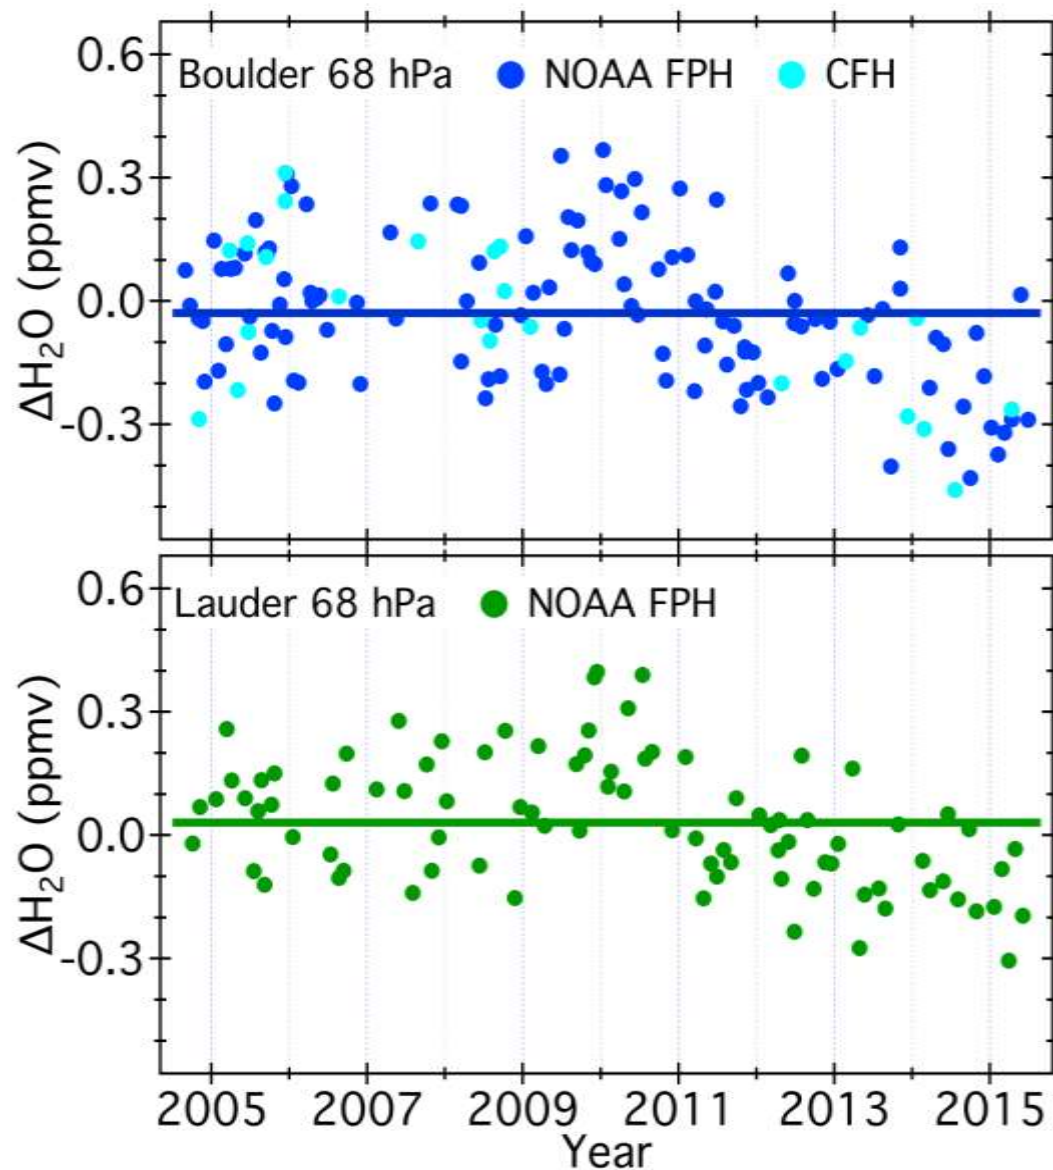 Boulder 68 hPa NOAA FPH CFH
0.6
0.3
0.0
-0.3
ΔH₂O (ppmv)
Lauder 68 hPa NOAA FPH
0.6
0.3
0.0
-0.3
ΔH₂O (ppmv)
2005 2007 2009 2011 2013 2015
Year